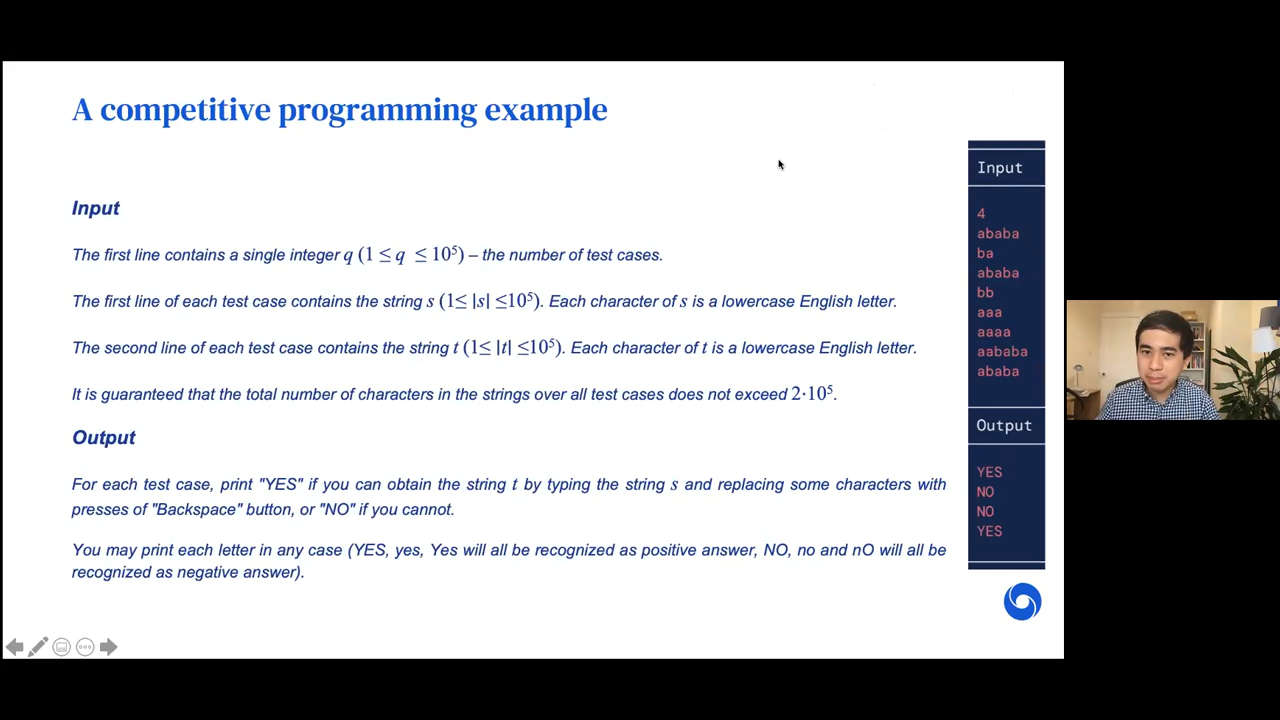 A competitive programming example
Input
The first line contains a single integer q (1 ≤ q ≤ 10⁵) – the number of test cases.
The first line of each test case contains the string s (1≤ |s| ≤10⁵). Each character of s is a lowercase English letter.
The second line of each test case contains the string t (1≤ |t| ≤10⁵). Each character of t is a lowercase English letter.
It is guaranteed that the total number of characters in the strings over all test cases does not exceed 2·10⁵.
Output
For each test case, print "YES" if you can obtain the string t by typing the string s and replacing some characters with
presses of "Backspace" button, or "NO" if you cannot.
You may print each letter in any case (YES, yes, Yes will all be recognized as positive answer, NO, no and nO will all be
recognized as negative answer).
Input
4
ababa
ba
ababa
bb
aaa
aaaa
aababa
ababa
Output
YES
NO
NO
YES